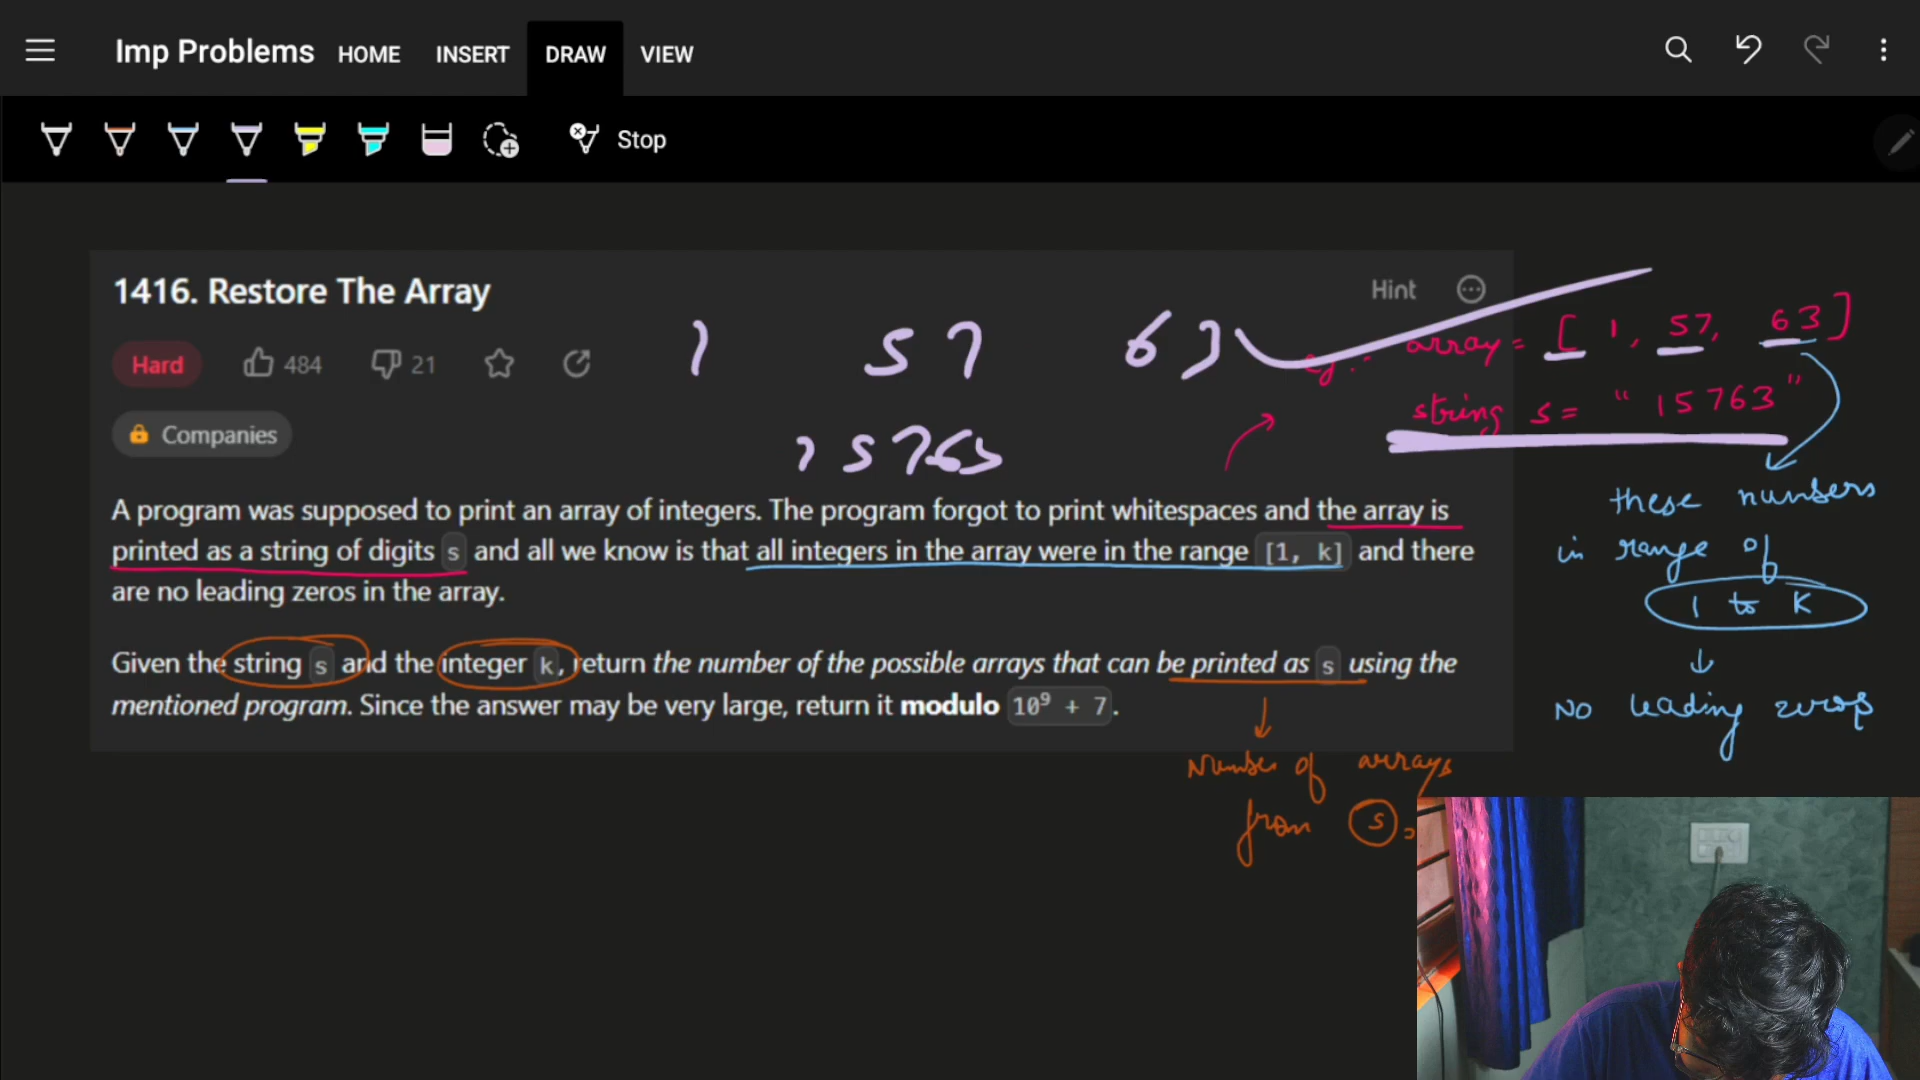 Imp Problems HOME INSERT DRAW VIEW
Stop
1416. Restore The Array
Hint
Hard 484 21
Companies
1 57 63
15763
eg:- array = [ 1, 57, 63 ]
string s = " 15763 "
A program was supposed to print an array of integers. The program forgot to print whitespaces and the array is
printed as a string of digits s and all we know is that all integers in the array were in the range [1, k] and there
are no leading zeros in the array.
Given the string s and the integer k, return the number of the possible arrays that can be printed as s using the
mentioned program. Since the answer may be very large, return it modulo 10⁹ + 7.
these numbers
in range of
1 to K
NO leading zeros
Number of arrays
from s,